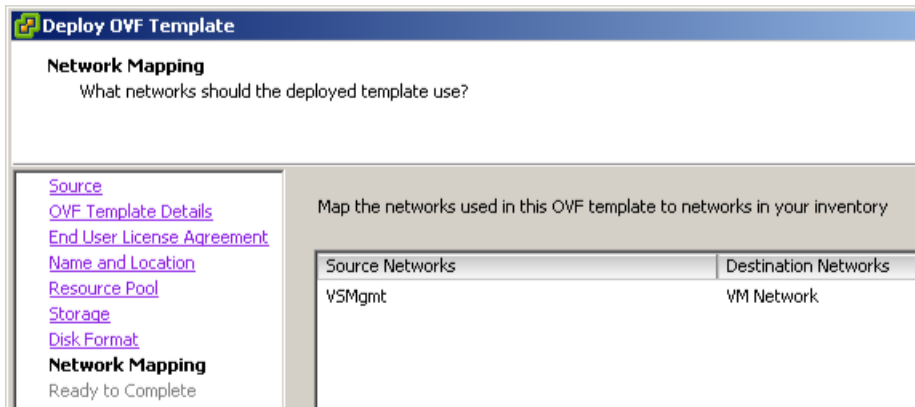 Deploy OVF Template
Network Mapping
What networks should the deployed template use?
Source
OVF Template Details
End User License Agreement
Name and Location
Resource Pool
Storage
Disk Format
Network Mapping
Ready to Complete
Map the networks used in this OVF template to networks in your inventory
Source Networks Destination Networks
VSMgmt VM Network